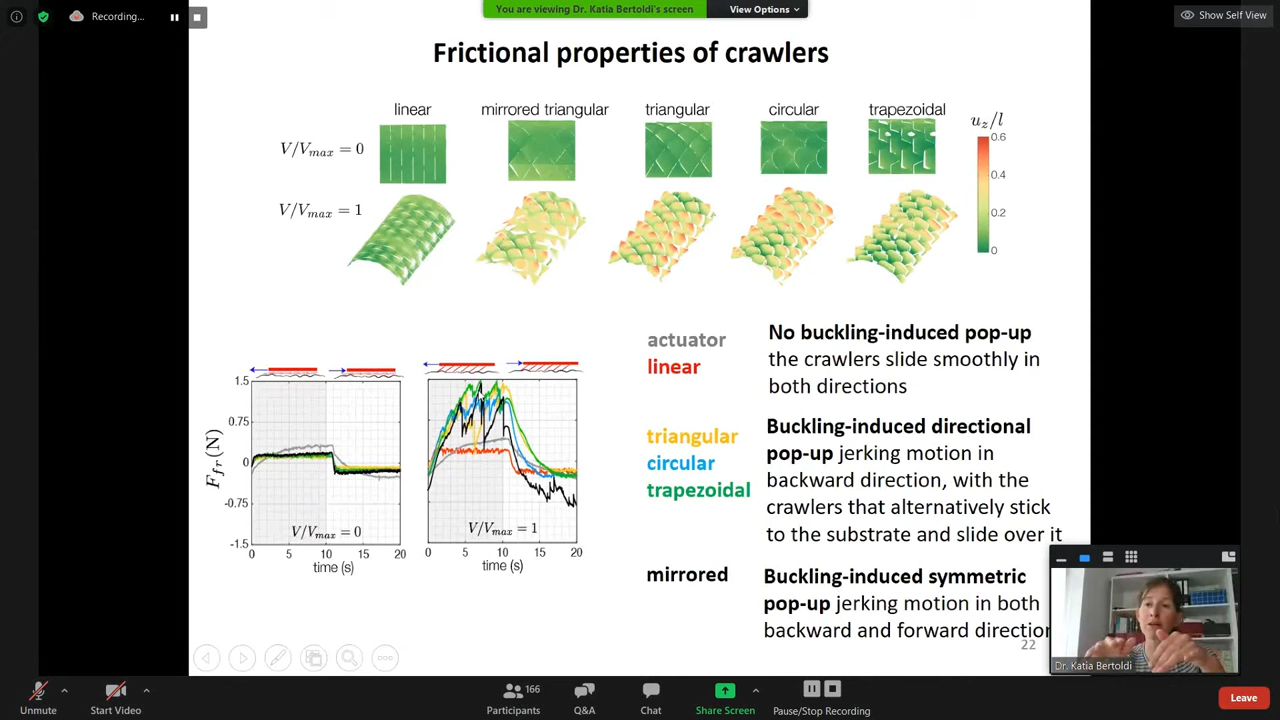 Recording...
You are viewing Dr. Katia Bertoldi's screen
View Options
Show Self View
Frictional properties of crawlers
linear
mirrored triangular
triangular
circular
trapezoidal
u_z/l
V/V_max = 0
V/V_max = 1
0.6
0.4
0.2
0
actuator
linear
No buckling-induced pop-up
the crawlers slide smoothly in
both directions
triangular
circular
trapezoidal
Buckling-induced directional
pop-up jerking motion in
backward direction, with the
crawlers that alternatively stick
to the substrate and slide over it
mirrored
Buckling-induced symmetric
pop-up jerking motion in both
backward and forward direction
22
F_fr (N)
1.5
0.75
0
-0.75
-1.5
V/V_max = 0
0 5 10 15 20
time (s)
V/V_max = 1
0 5 10 15 20
time (s)
Dr. Katia Bertoldi
Unmute
Start Video
166
Participants
Q&A
Chat
Share Screen
Pause/Stop Recording
Leave